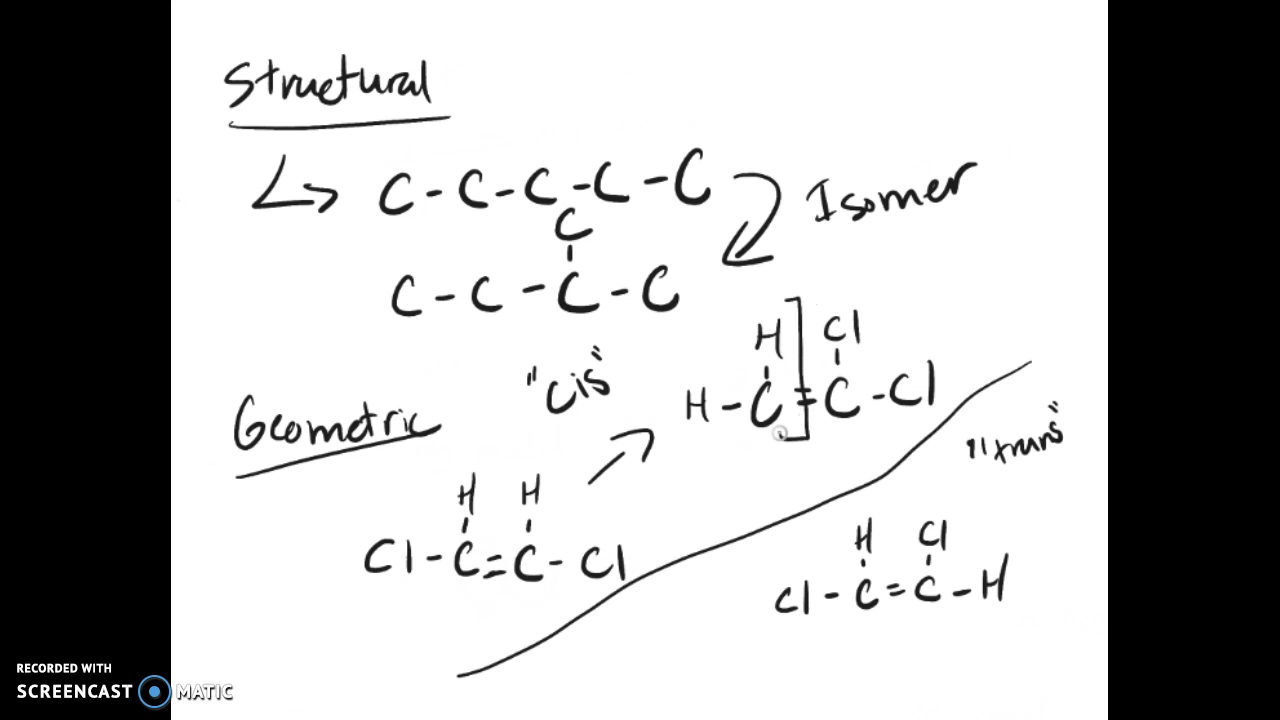 Structural
C - C - C - C - C
Isomer
C
C - C - C - C
H Cl
"cis"
H - C = C - Cl
Geometric
"trans"
H H
Cl - C = C - Cl
H Cl
Cl - C = C - H
RECORDED WITH
SCREENCAST MATIC